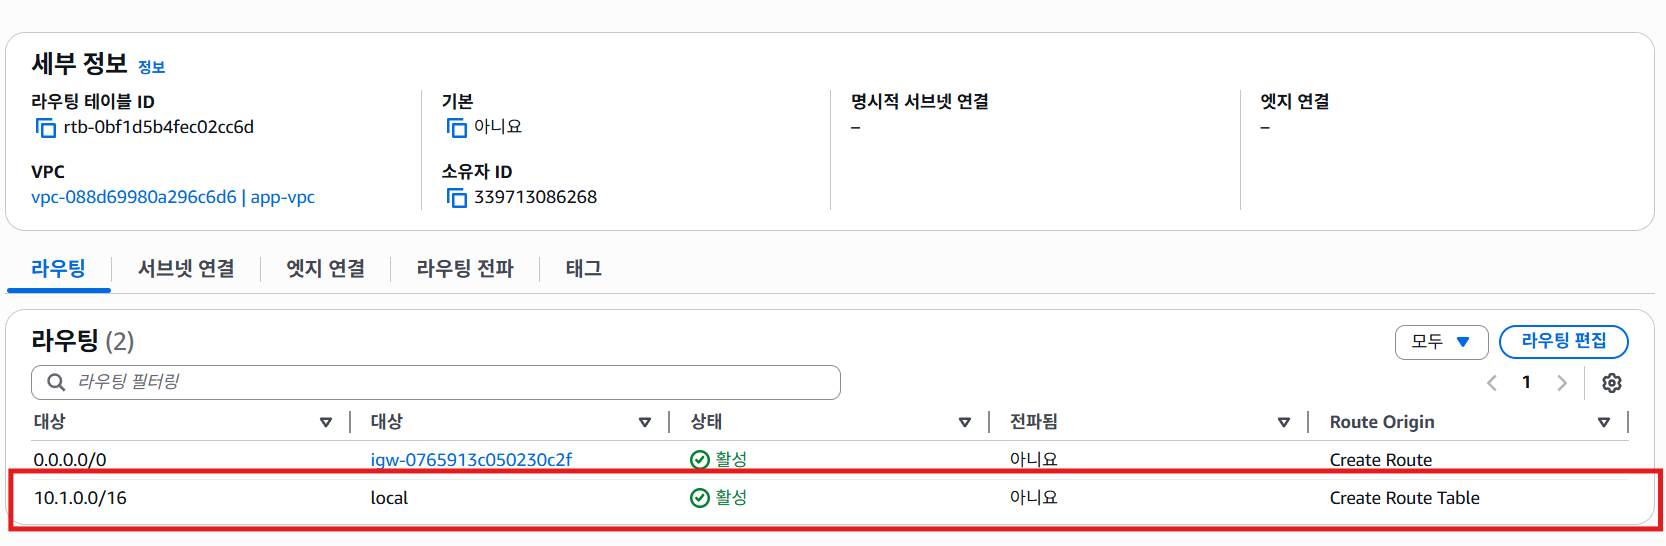 세부 정보 정보
라우팅 테이블 ID
rtb-0bf1d5b4fec02cc6d
기본
아니요
명시적 서브넷 연결
–
엣지 연결
–
VPC
vpc-088d69980a296c6d6 | app-vpc
소유자 ID
339713086268
라우팅 서브넷 연결 엣지 연결 라우팅 전파 태그
라우팅 (2)
모두 라우팅 편집
라우팅 필터링
1
대상 대상 상태 전파됨 Route Origin
0.0.0.0/0 igw-0765913c050230c2f 활성 아니요 Create Route
10.1.0.0/16 local 활성 아니요 Create Route Table